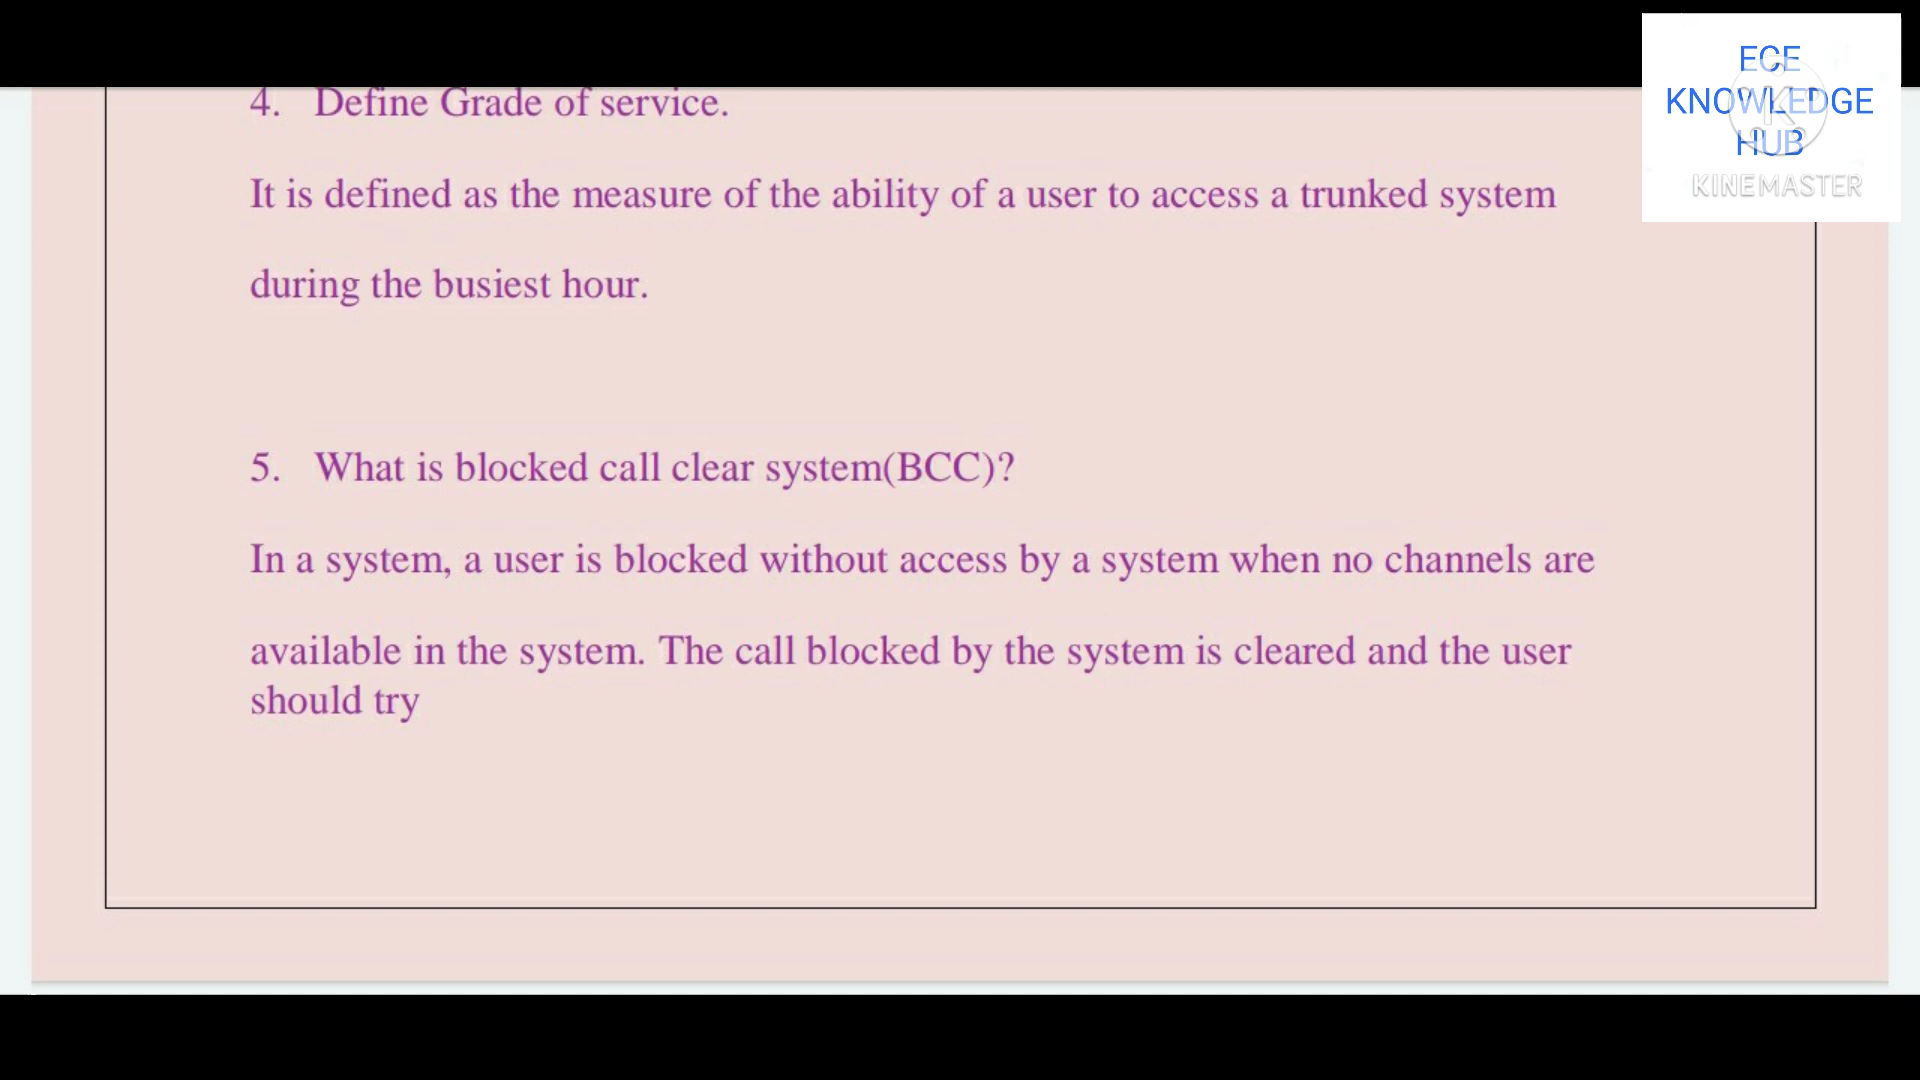 ECE
KNOWLEDGE
HUB
KINEMASTER
4. Define Grade of service.
It is defined as the measure of the ability of a user to access a trunked system
during the busiest hour.
5. What is blocked call clear system(BCC)?
In a system, a user is blocked without access by a system when no channels are
available in the system. The call blocked by the system is cleared and the user
should try